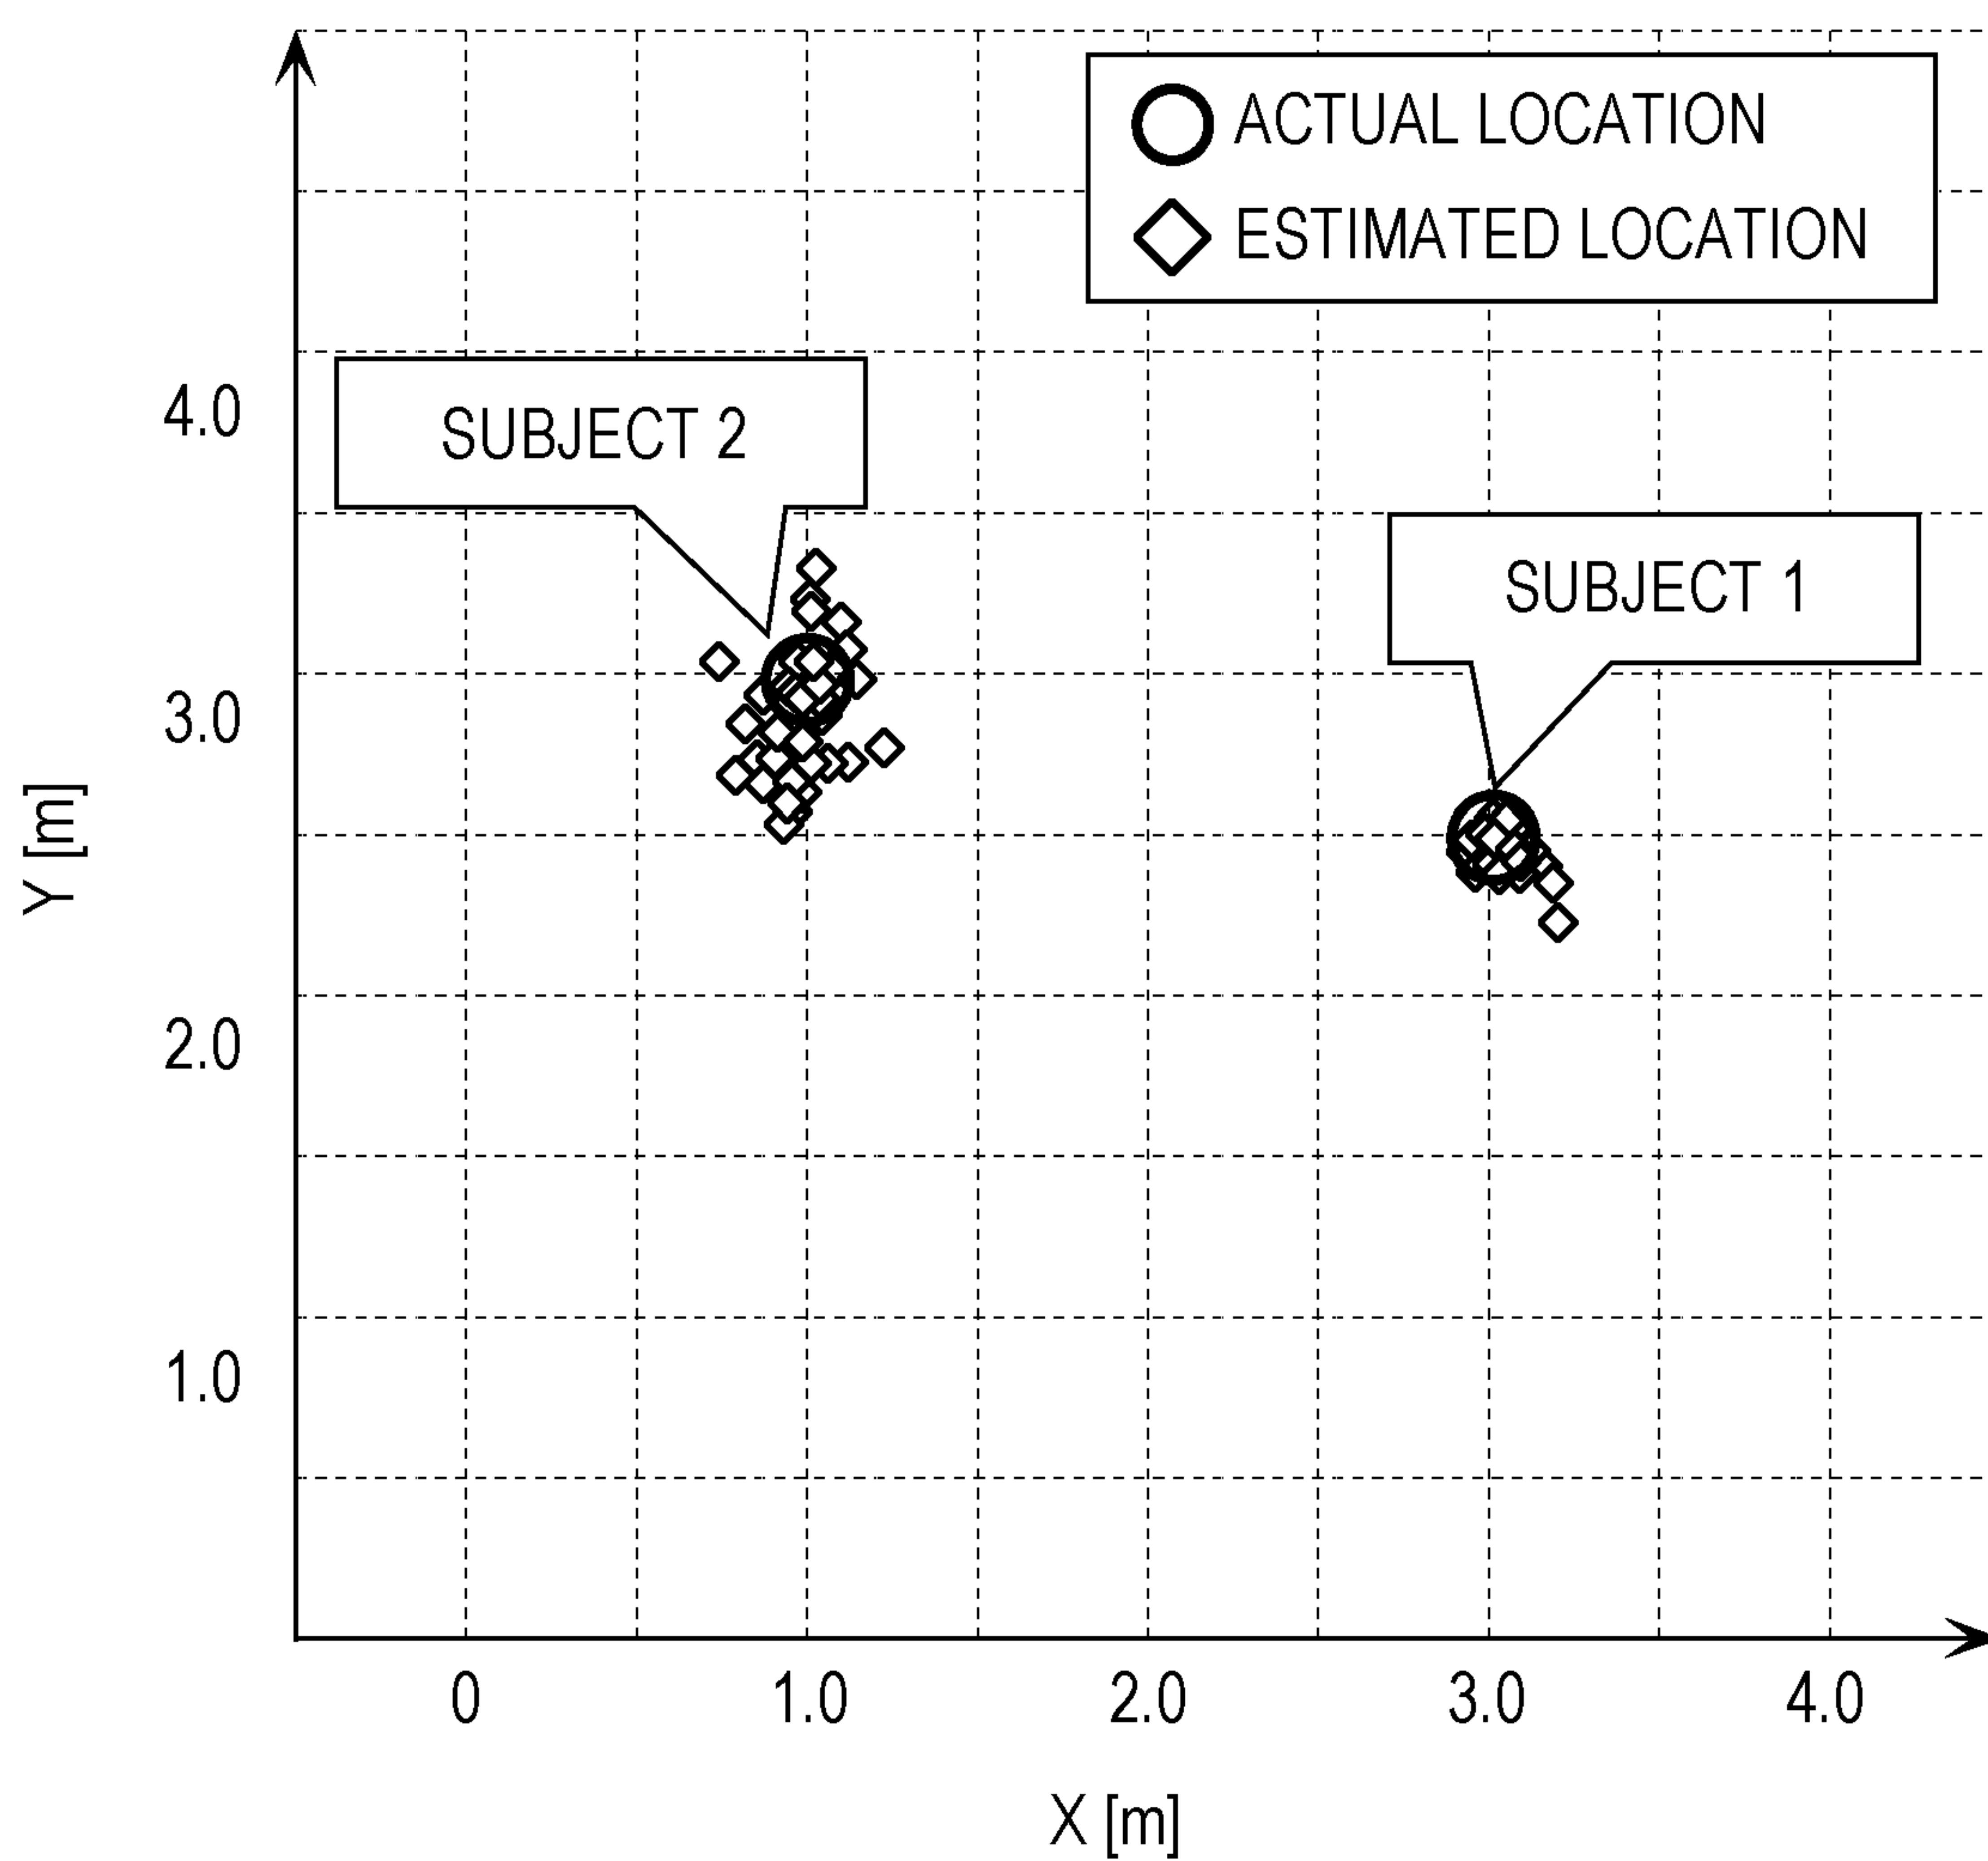 ACTUAL LOCATION
ESTIMATED LOCATION
SUBJECT 2
SUBJECT 1
4.0
3.0
2.0
1.0
Y [m]
0 1.0 2.0 3.0 4.0
X [m]